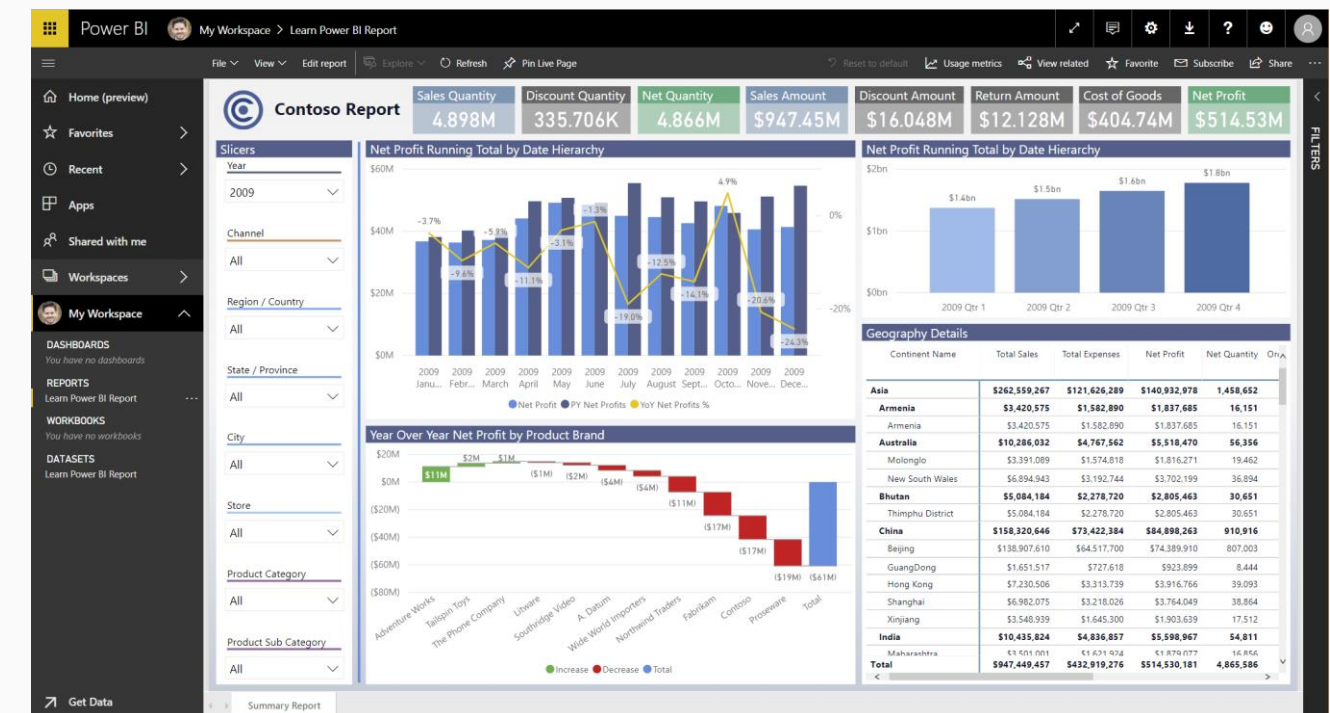 Power BI My Workspace > Learn Power BI Report
File View Edit report Explore Refresh Pin Live Page Reset to default Usage metrics View related Favorite Subscribe Share ...
Home (preview)
Favorites
Recent
Apps
Shared with me
Workspaces
My Workspace
DASHBOARDS
You have no dashboards
REPORTS
Learn Power BI Report ...
WORKBOOKS
You have no workbooks
DATASETS
Learn Power BI Report
Get Data
Contoso Report
Sales Quantity
4.898M
Discount Quantity
335.706K
Net Quantity
4.866M
Sales Amount
$947.45M
Discount Amount
$16.048M
Return Amount
$12.128M
Cost of Goods
$404.74M
Net Profit
$514.53M
FILTERS
Slicers
Year
2009
Channel
All
Region / Country
All
State / Province
All
City
All
Store
All
Product Category
All
Product Sub Category
All
Net Profit Running Total by Date Hierarchy
$60M
$40M
$20M
$0M
0%
-20%
-3.7%
-9.6%
-5.9%
-11.1%
-3.1%
-1.3%
-19.0%
-12.5%
-14.1%
4.9%
-20.6%
-24.3%
2009 2009 2009 2009 2009 2009 2009 2009 2009 2009 2009 2009
Janu... Febr... March April May June July August Sept... Octo... Nove... Dece...
Net Profit PY Net Profits YoY Net Profits %
Year Over Year Net Profit by Product Brand
$20M
$0M
($20M)
($40M)
($60M)
($80M)
$11M
$2M
$1M
($1M)
($2M)
($4M)
($4M)
($11M)
($17M)
($17M)
($19M)
($61M)
Adventure Works
Tailspin Toys
The Phone Company
Litware
Southridge Video
A. Datum
Wide World Importers
Northwind Traders
Fabrikam
Contoso
Proseware
Total
Increase Decrease Total
Net Profit Running Total by Date Hierarchy
$2bn
$1bn
$0bn
$1.4bn
$1.5bn
$1.6bn
$1.8bn
2009 Qtr 1 2009 Qtr 2 2009 Qtr 3 2009 Qtr 4
Geography Details
Continent Name Total Sales Total Expenses Net Profit Net Quantity
Asia $262,559,267 $121,626,289 $140,932,978 1,458,652
Armenia $3,420,575 $1,582,890 $1,837,685 16,151
Armenia $3,420,575 $1,582,890 $1,837,685 16,151
Australia $10,286,032 $4,767,562 $5,518,470 56,356
Molonglo $3,391,089 $1,574,818 $1,816,271 19,462
New South Wales $6,894,943 $3,192,744 $3,702,199 36,894
Bhutan $5,084,184 $2,278,720 $2,805,463 30,651
Thimphu District $5,084,184 $2,278,720 $2,805,463 30,651
China $158,320,646 $73,422,384 $84,898,263 910,916
Beijing $138,907,610 $64,517,700 $74,389,910 807,003
GuangDong $1,651,517 $727,618 $923,899 8,444
Hong Kong $7,230,506 $3,313,739 $3,916,766 39,093
Shanghai $6,982,075 $3,218,026 $3,764,049 38,864
Xinjiang $3,548,939 $1,645,300 $1,903,639 17,512
India $10,435,824 $4,836,857 $5,598,967 54,811
Maharashtra $3,501,001 $1,621,924 $1,879,077 16,856
Total $947,449,457 $432,919,276 $514,530,181 4,865,586
Summary Report